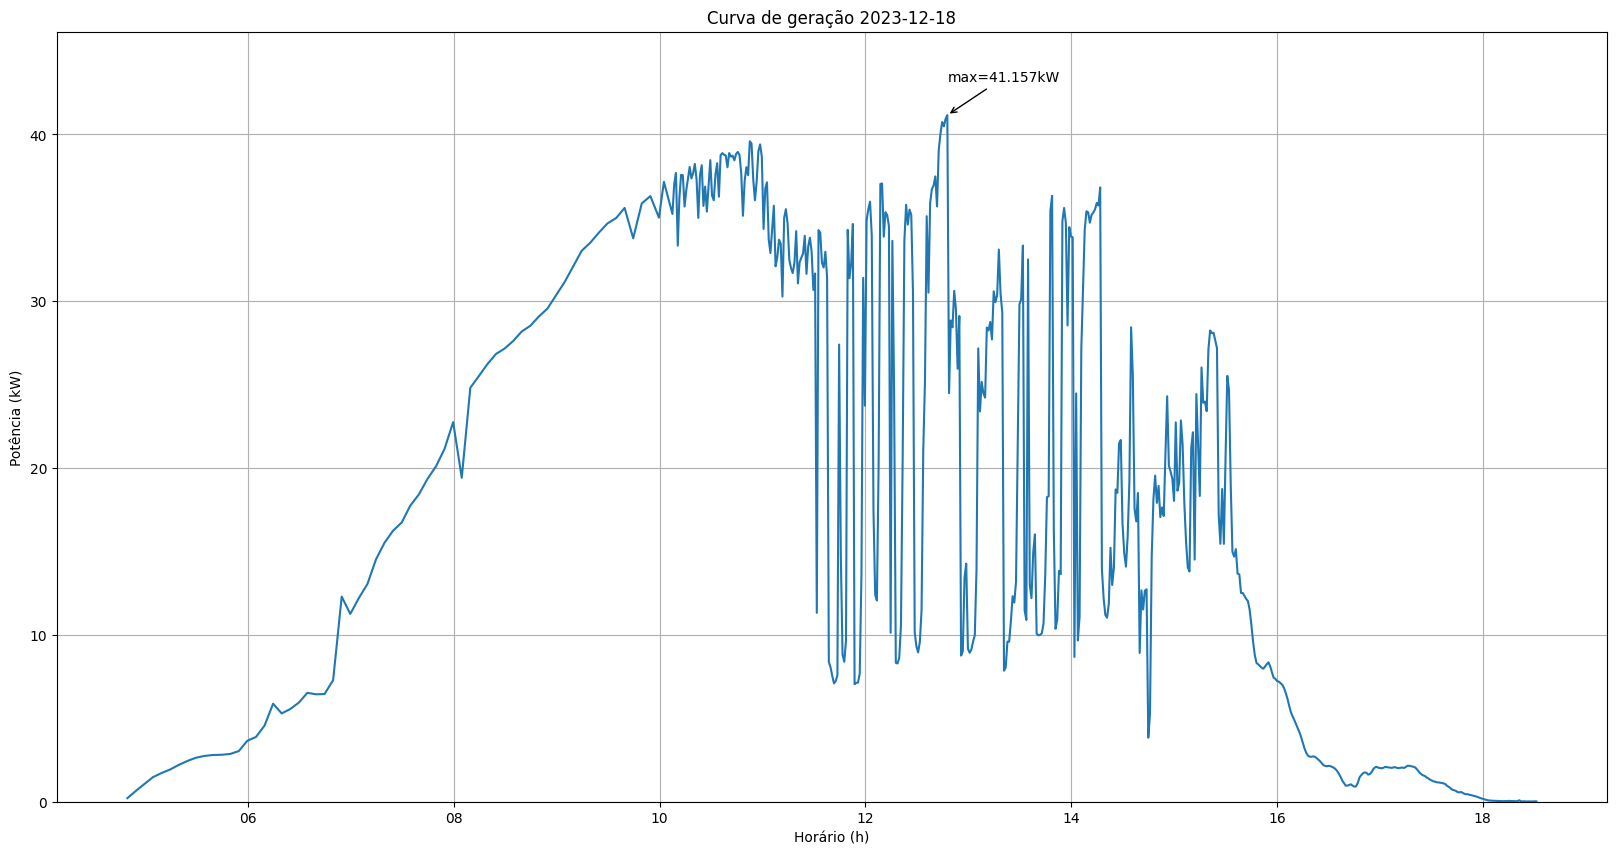 Curva de geração 2023-12-18
max=41.157kW
40
30
20
10
0
Potência (kW)
06 08 10 12 14 16 18
Horário (h)